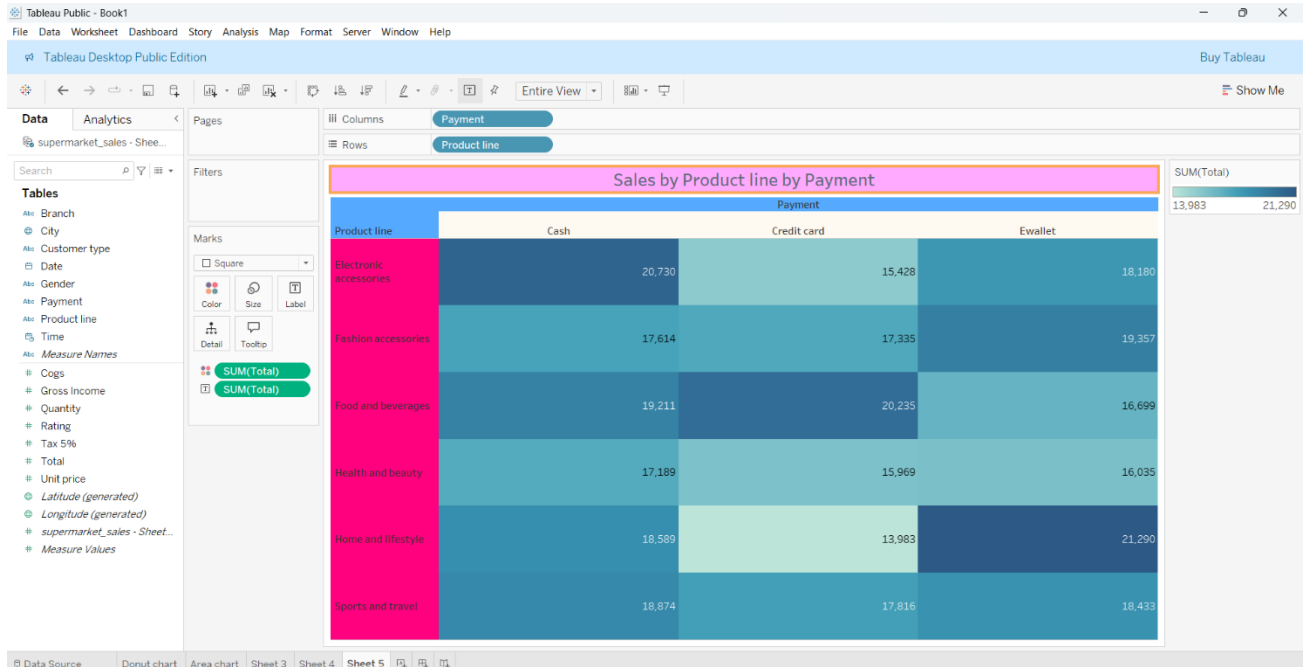 Tableau Public - Book1
File Data Worksheet Dashboard Story Analysis Map Format Server Window Help
Tableau Desktop Public Edition
Buy Tableau
Entire View
Show Me
Data Analytics
supermarket_sales - Shee...
Search
Tables
Abc Branch
City
Abc Customer type
Date
Abc Gender
Abc Payment
Abc Product line
Time
Abc Measure Names
# Cogs
# Gross Income
# Quantity
# Rating
# Tax 5%
# Total
# Unit price
Latitude (generated)
Longitude (generated)
# supermarket_sales - Sheet...
# Measure Values
Pages
Filters
Marks
Square
Color Size Label
Detail Tooltip
SUM(Total)
SUM(Total)
Columns Payment
Rows Product line
Sales by Product line by Payment
Payment
Product line Cash Credit card Ewallet
Electronic
accessories 20,730 15,428 18,180
Fashion accessories 17,614 17,335 19,357
Food and beverages 19,211 20,235 16,699
Health and beauty 17,189 15,969 16,035
Home and lifestyle 18,589 13,983 21,290
Sports and travel 18,874 17,816 18,433
SUM(Total)
13,983 21,290
Data Source Donut chart Area chart Sheet 3 Sheet 4 Sheet 5